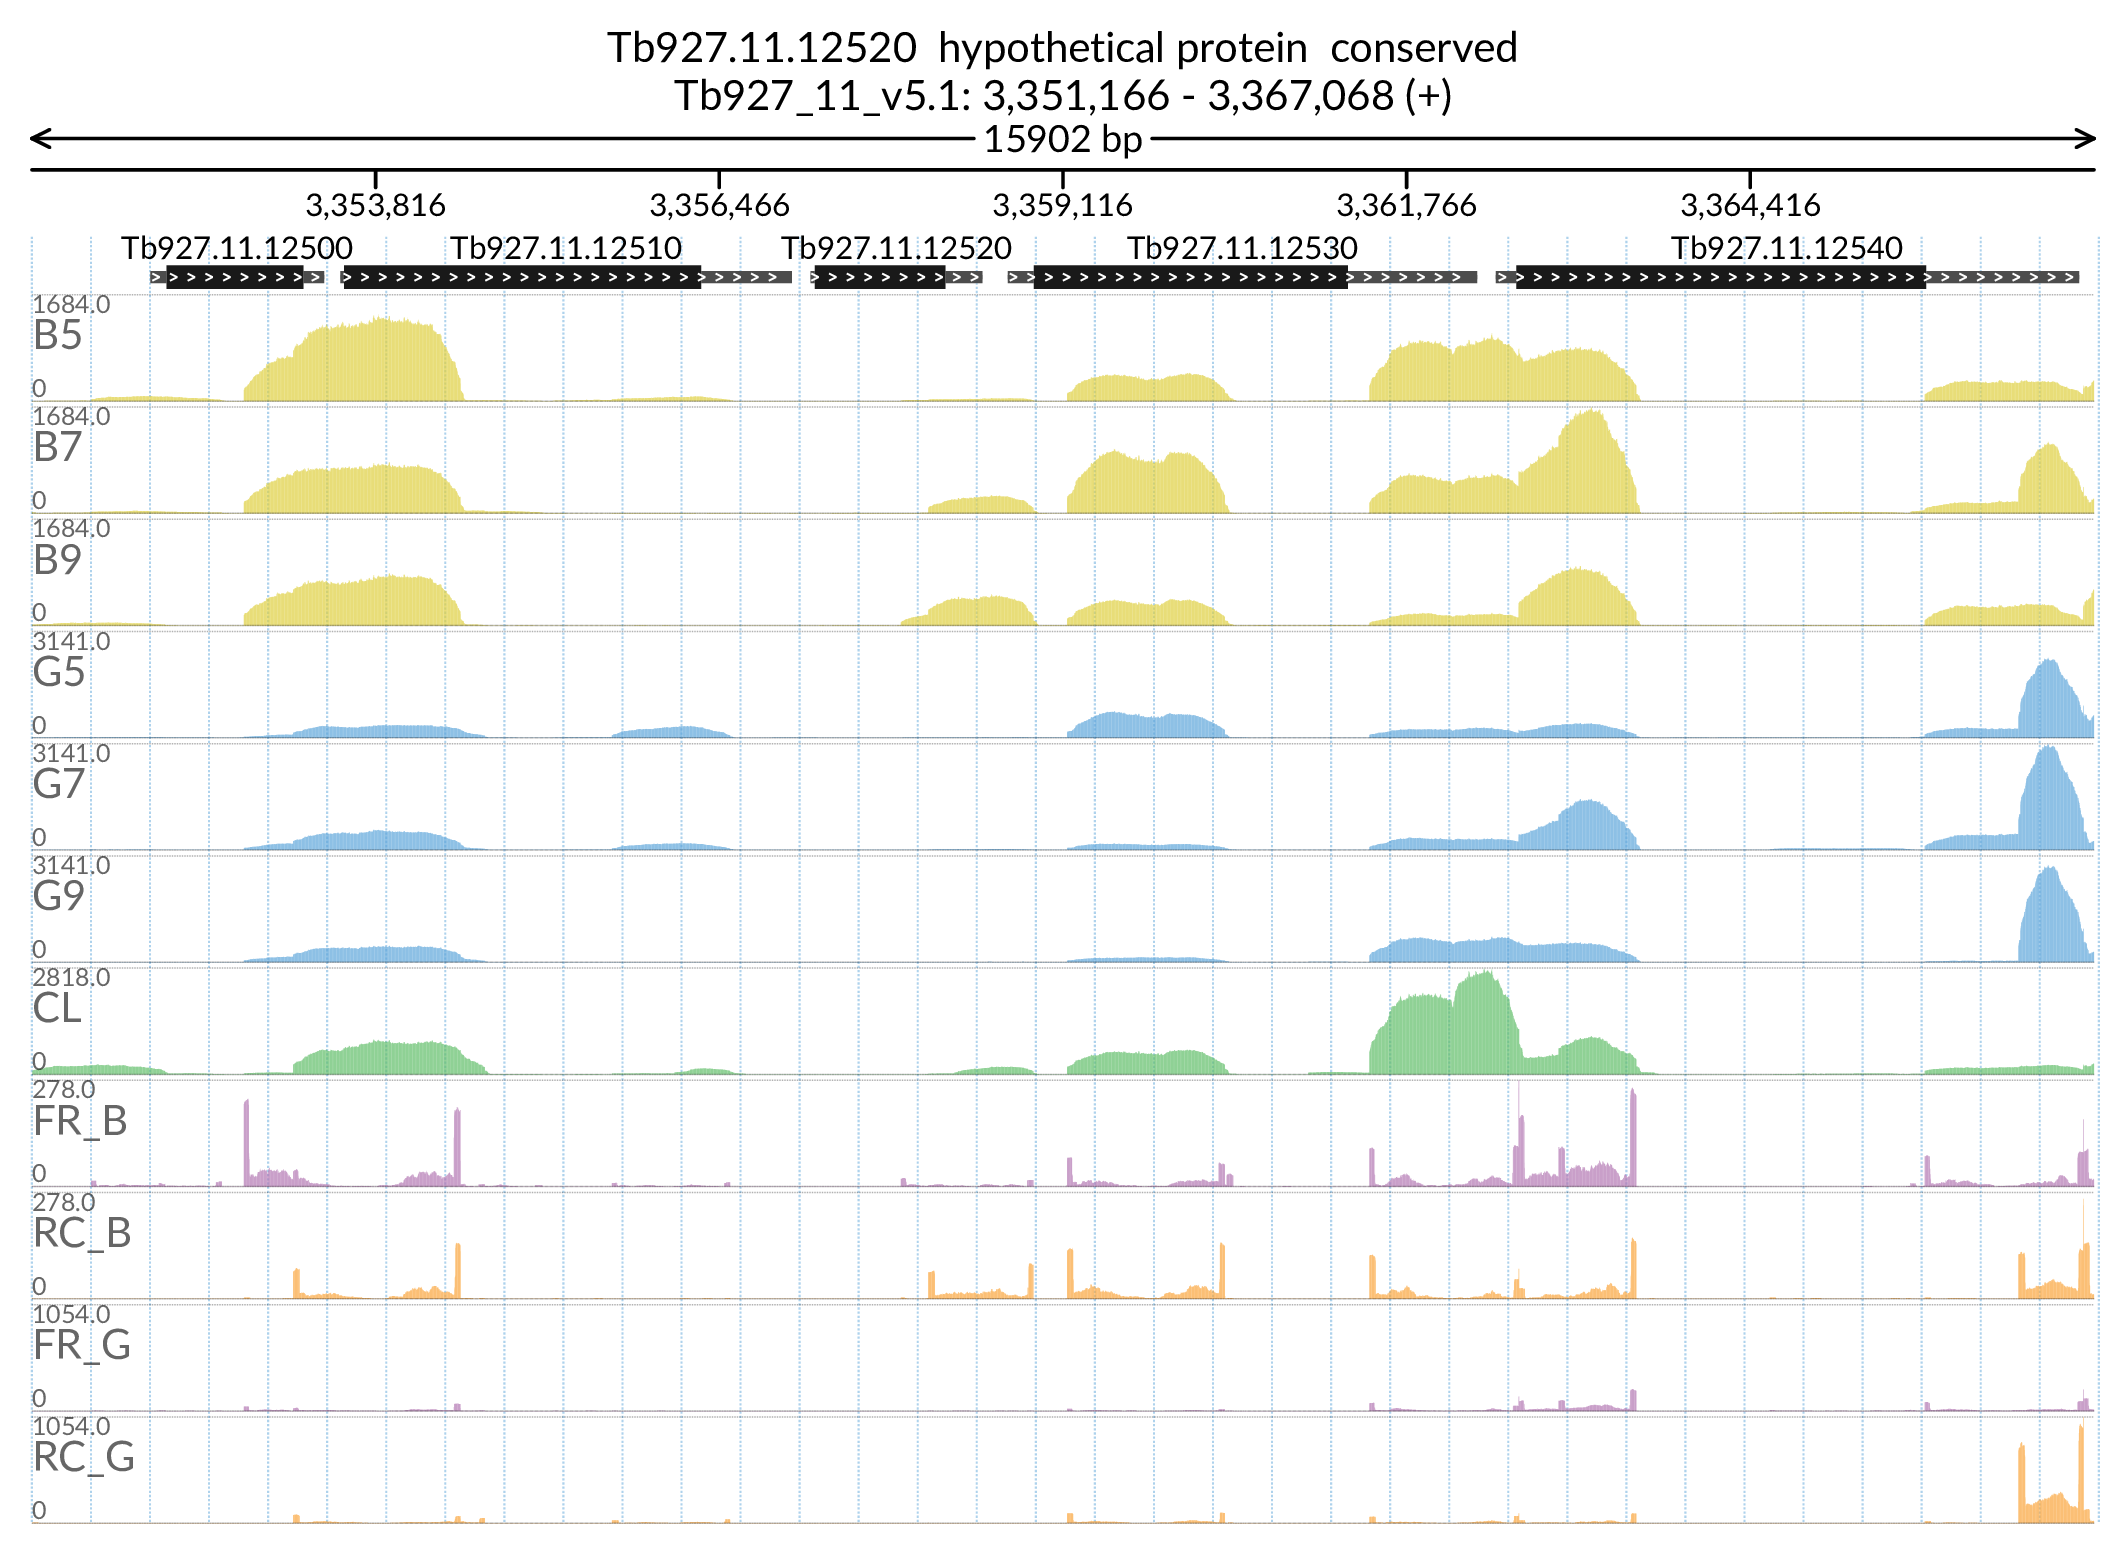 Tb927.11.12520  hypothetical protein  conserved
Tb927_11_v5.1: 3,351,166 - 3,367,068 (+)
15902 bp
3,353,816 3,356,466 3,359,116 3,361,766 3,364,416
Tb927.11.12500 Tb927.11.12510 Tb927.11.12520 Tb927.11.12530 Tb927.11.12540
1684.0
B5
0
1684.0
B7
0
1684.0
B9
0
3141.0
G5
0
3141.0
G7
0
3141.0
G9
0
2818.0
CL
0
278.0
FR_B
0
278.0
RC_B
0
1054.0
FR_G
0
1054.0
RC_G
0